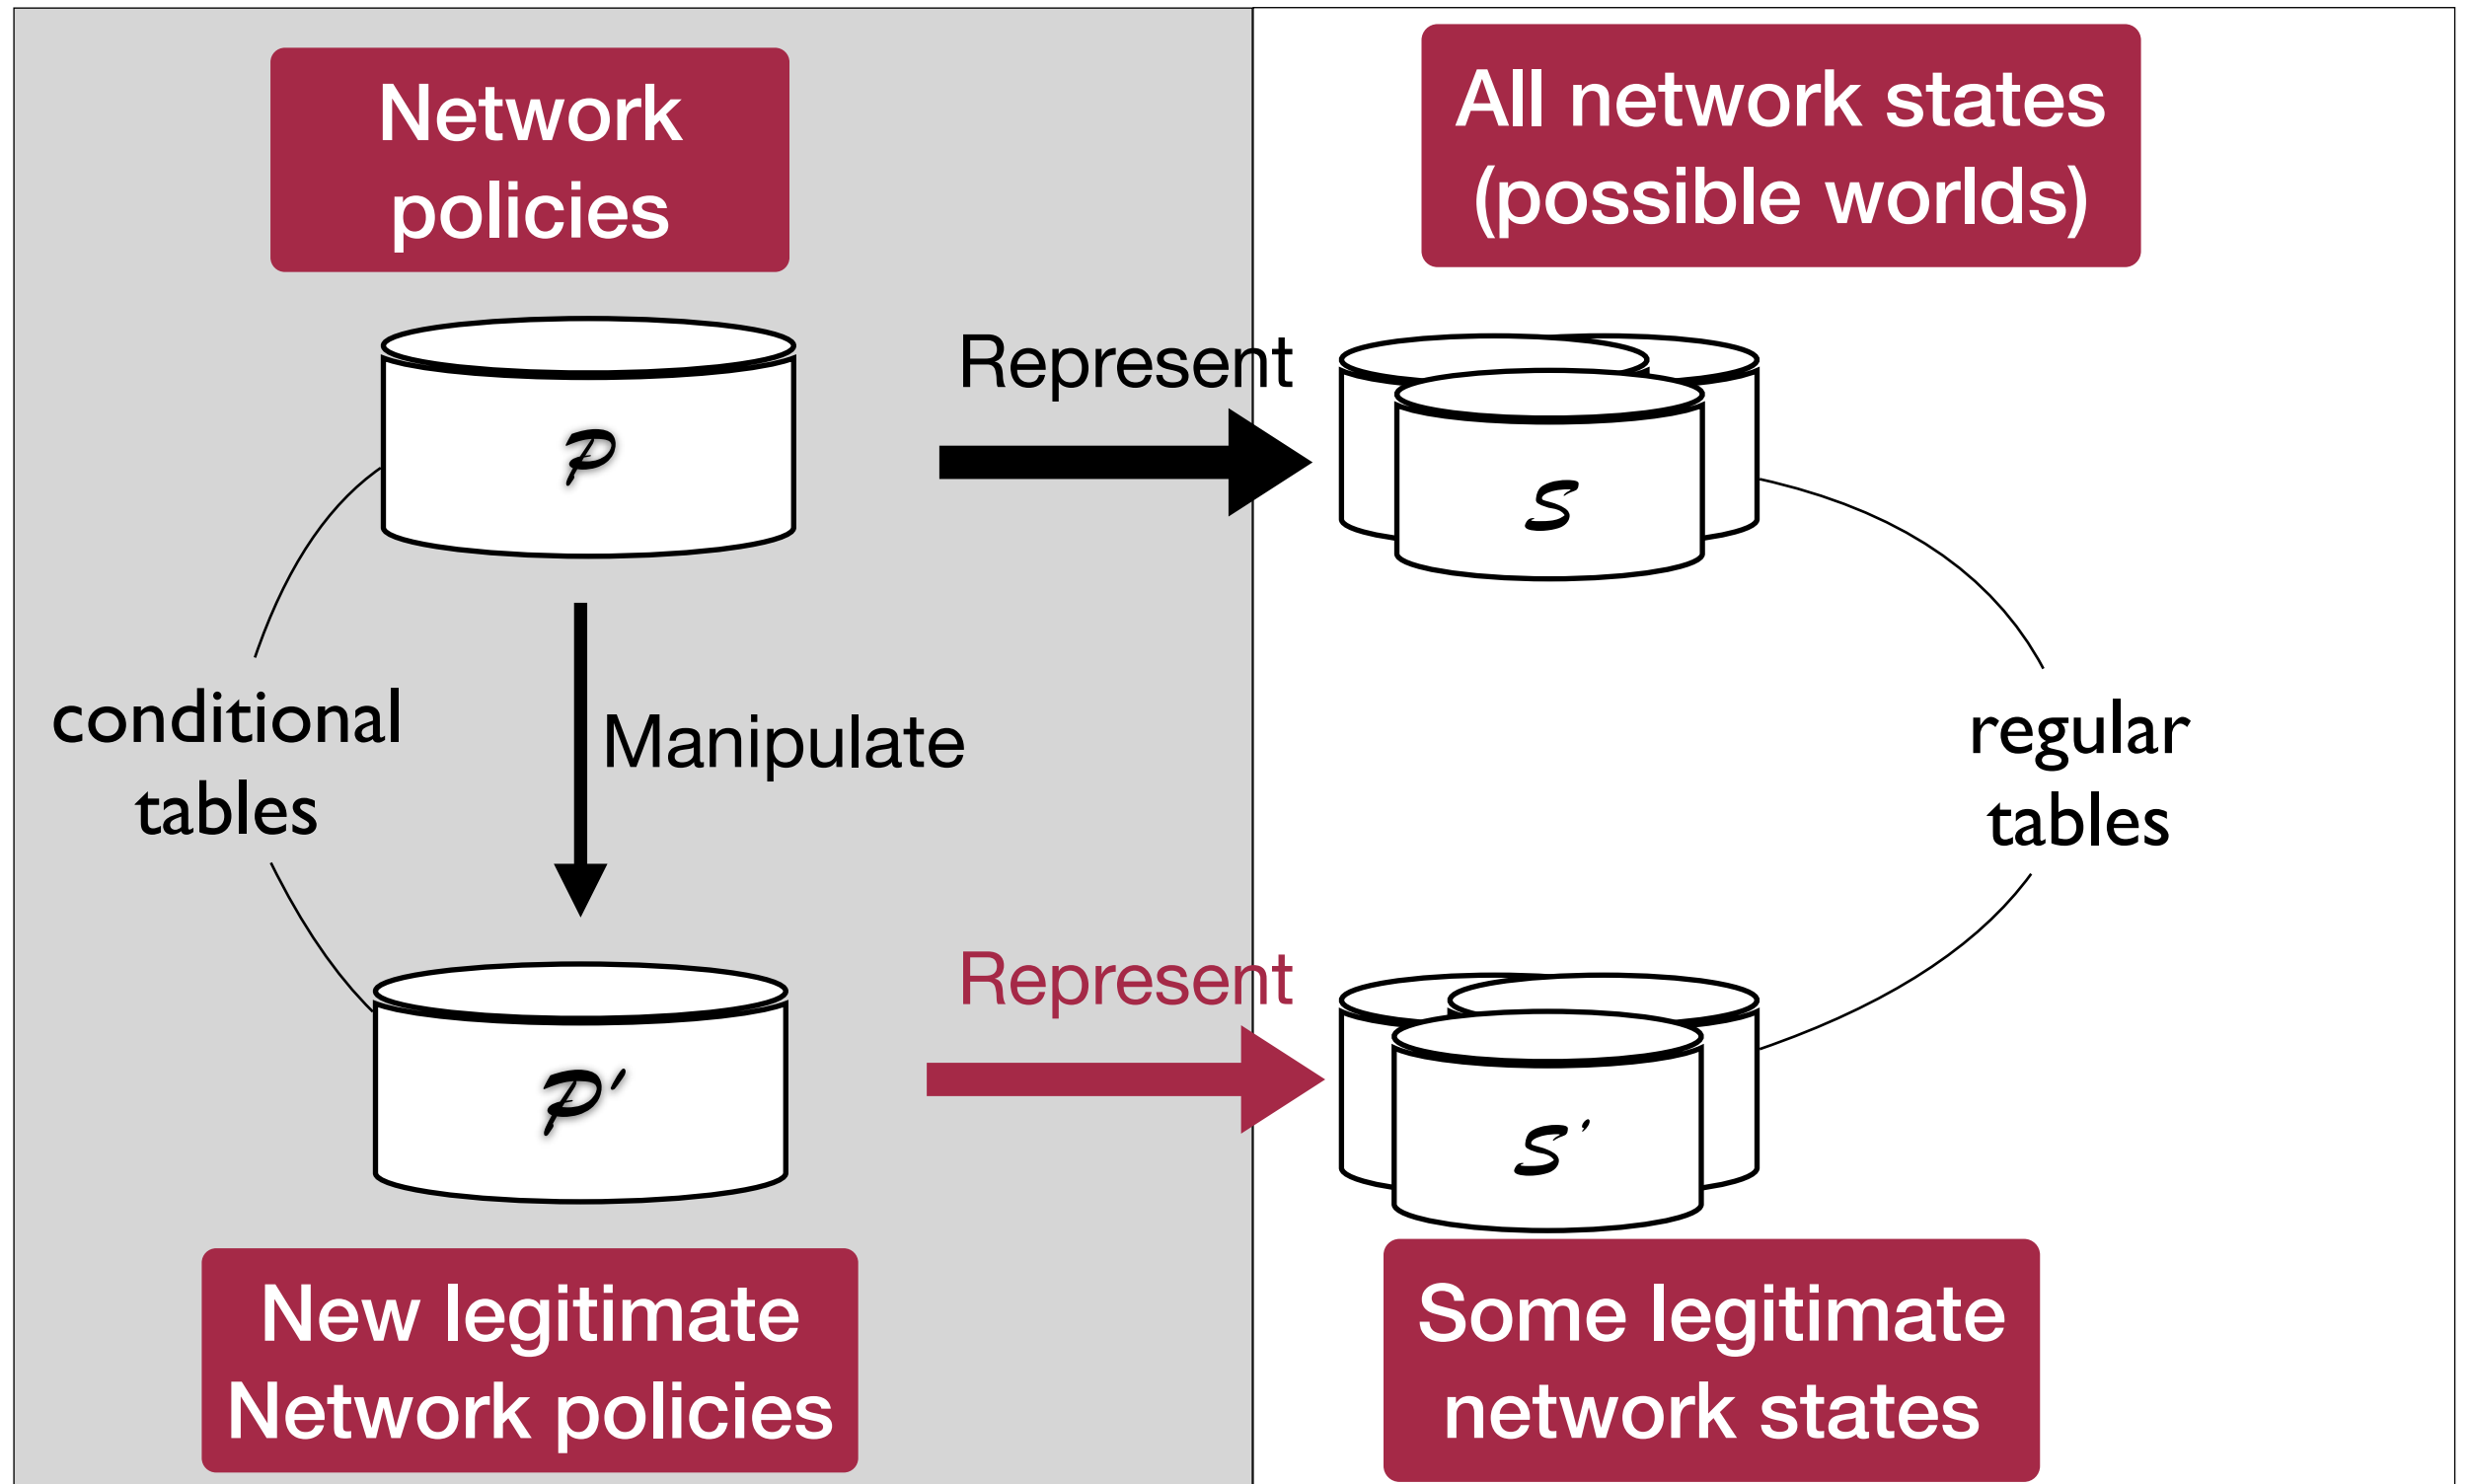 Network
policies
All network states
(possible worlds)
Represent
P
S
conditional
tables
Manipulate
regular
tables
Represent
P'
S'
New legitimate
Network policies
Some legitimate
network states